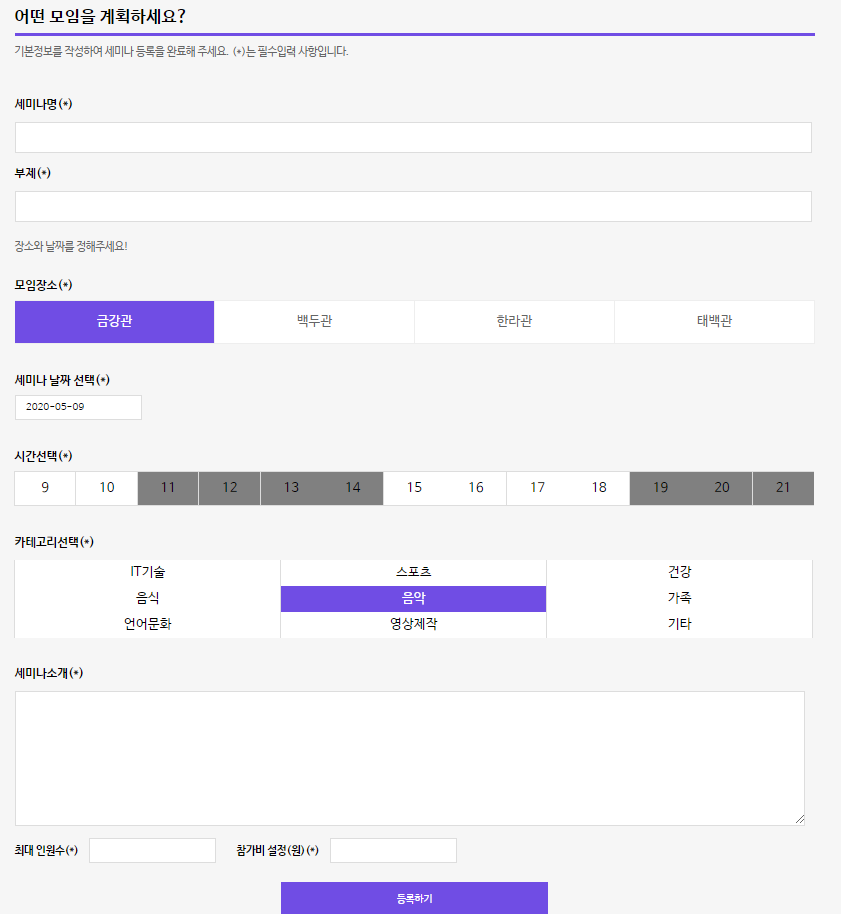 어떤 모임을 계획하세요?
기본정보를 작성하여 세미나 등록을 완료해 주세요. (*)는 필수입력 사항입니다.
세미나명(*)
부제(*)
장소와 날짜를 정해주세요!
모임장소(*)
금강관 백두관 한라관 태백관
세미나 날짜 선택(*)
2020-05-09
시간선택(*)
9 10 11 12 13 14 15 16 17 18 19 20 21
카테고리선택(*)
IT기술 스포츠 건강
음식 음악 가족
언어문화 영상제작 기타
세미나소개(*)
최대 인원수(*) 참가비 설정(원)(*)
등록하기